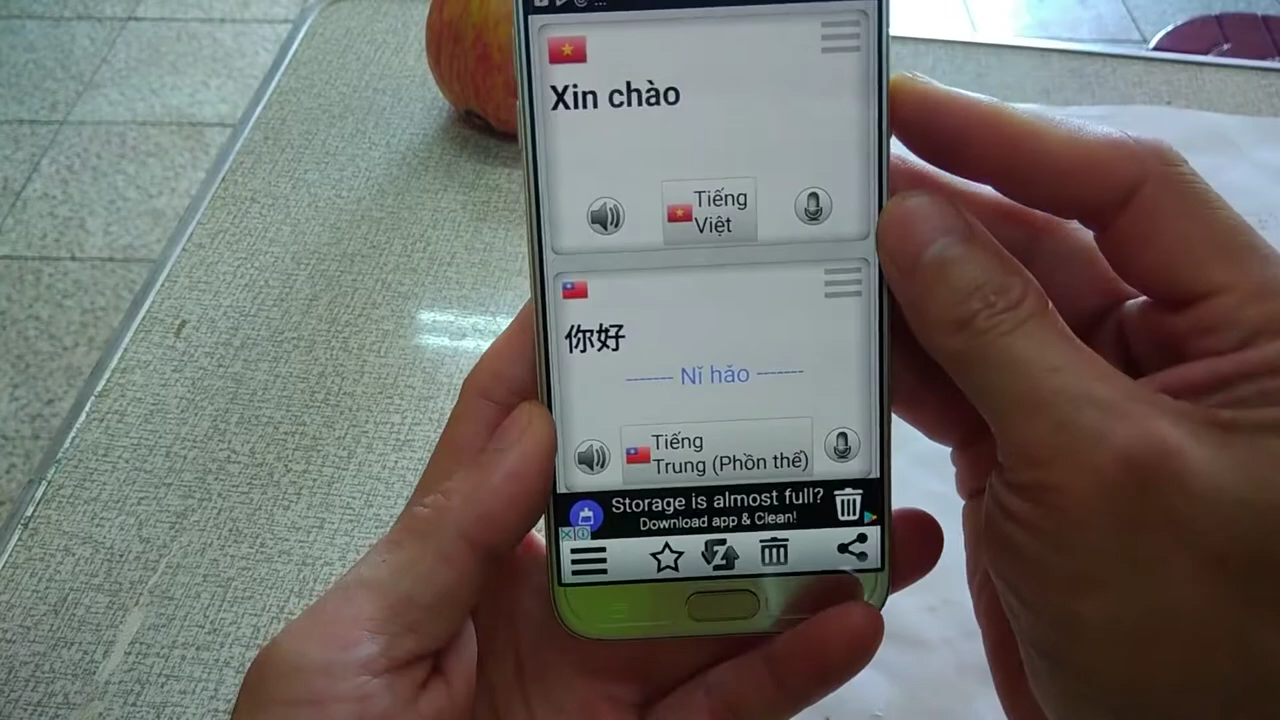 Xin chào
Tiếng
Việt
你好
------ Nǐ hǎo ------
Tiếng
Trung (Phồn thể)
Storage is almost full?
Download app & Clean!